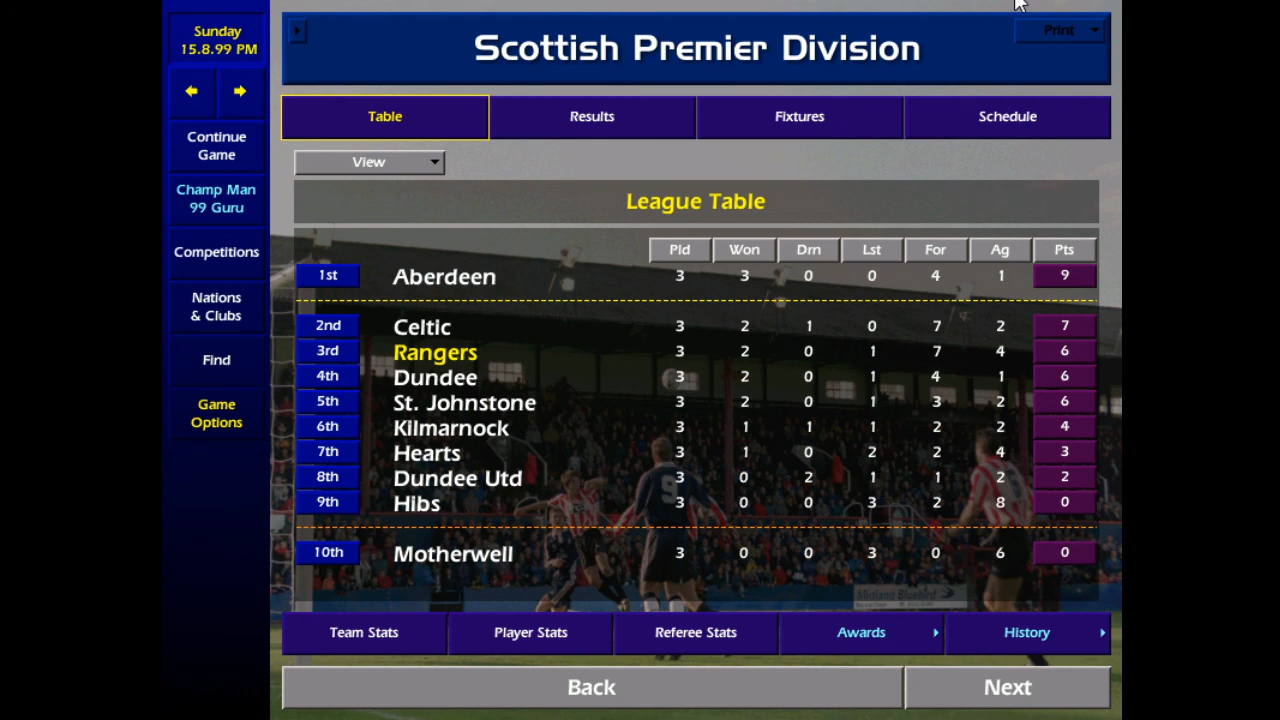 Sunday
15.8.99 PM
Continue
Game
Champ Man
99 Guru
Competitions
Nations
& Clubs
Find
Game
Options
Scottish Premier Division
Print
Table Results Fixtures Schedule
View
League Table
Pld Won Drn Lst For Ag Pts
1st Aberdeen 3 3 0 0 4 1 9
2nd Celtic 3 2 1 0 7 2 7
3rd Rangers 3 2 0 1 7 4 6
4th Dundee 3 2 0 1 4 1 6
5th St. Johnstone 3 2 0 1 3 2 6
6th Kilmarnock 3 1 1 1 2 2 4
7th Hearts 3 1 0 2 2 4 3
8th Dundee Utd 3 0 2 1 1 2 2
9th Hibs 3 0 0 3 2 8 0
10th Motherwell 3 0 0 3 0 6 0
9
Midland Bluebird
Team Stats Player Stats Referee Stats Awards History
Back Next